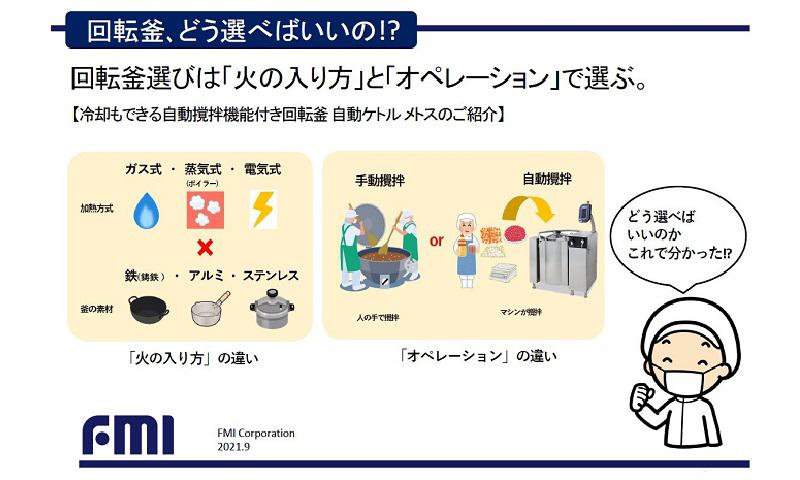 回転釜、どう選べばいいの!?
回転釜選びは「火の入り方」と「オペレーション」で選ぶ。
【冷却もできる自動攪拌機能付き回転釜 自動ケトル メトスのご紹介】
ガス式 ・ 蒸気式 ・ 電気式
(ボイラー)
加熱方式
鉄(鋳鉄) ・ アルミ ・ ステンレス
釜の素材
「火の入り方」の違い
手動攪拌
自動攪拌
or
人の手で攪拌
マシンが攪拌
「オペレーション」の違い
どう選べば
いいのか
これで分かった!?
FMI
FMI Corporation
2021.9